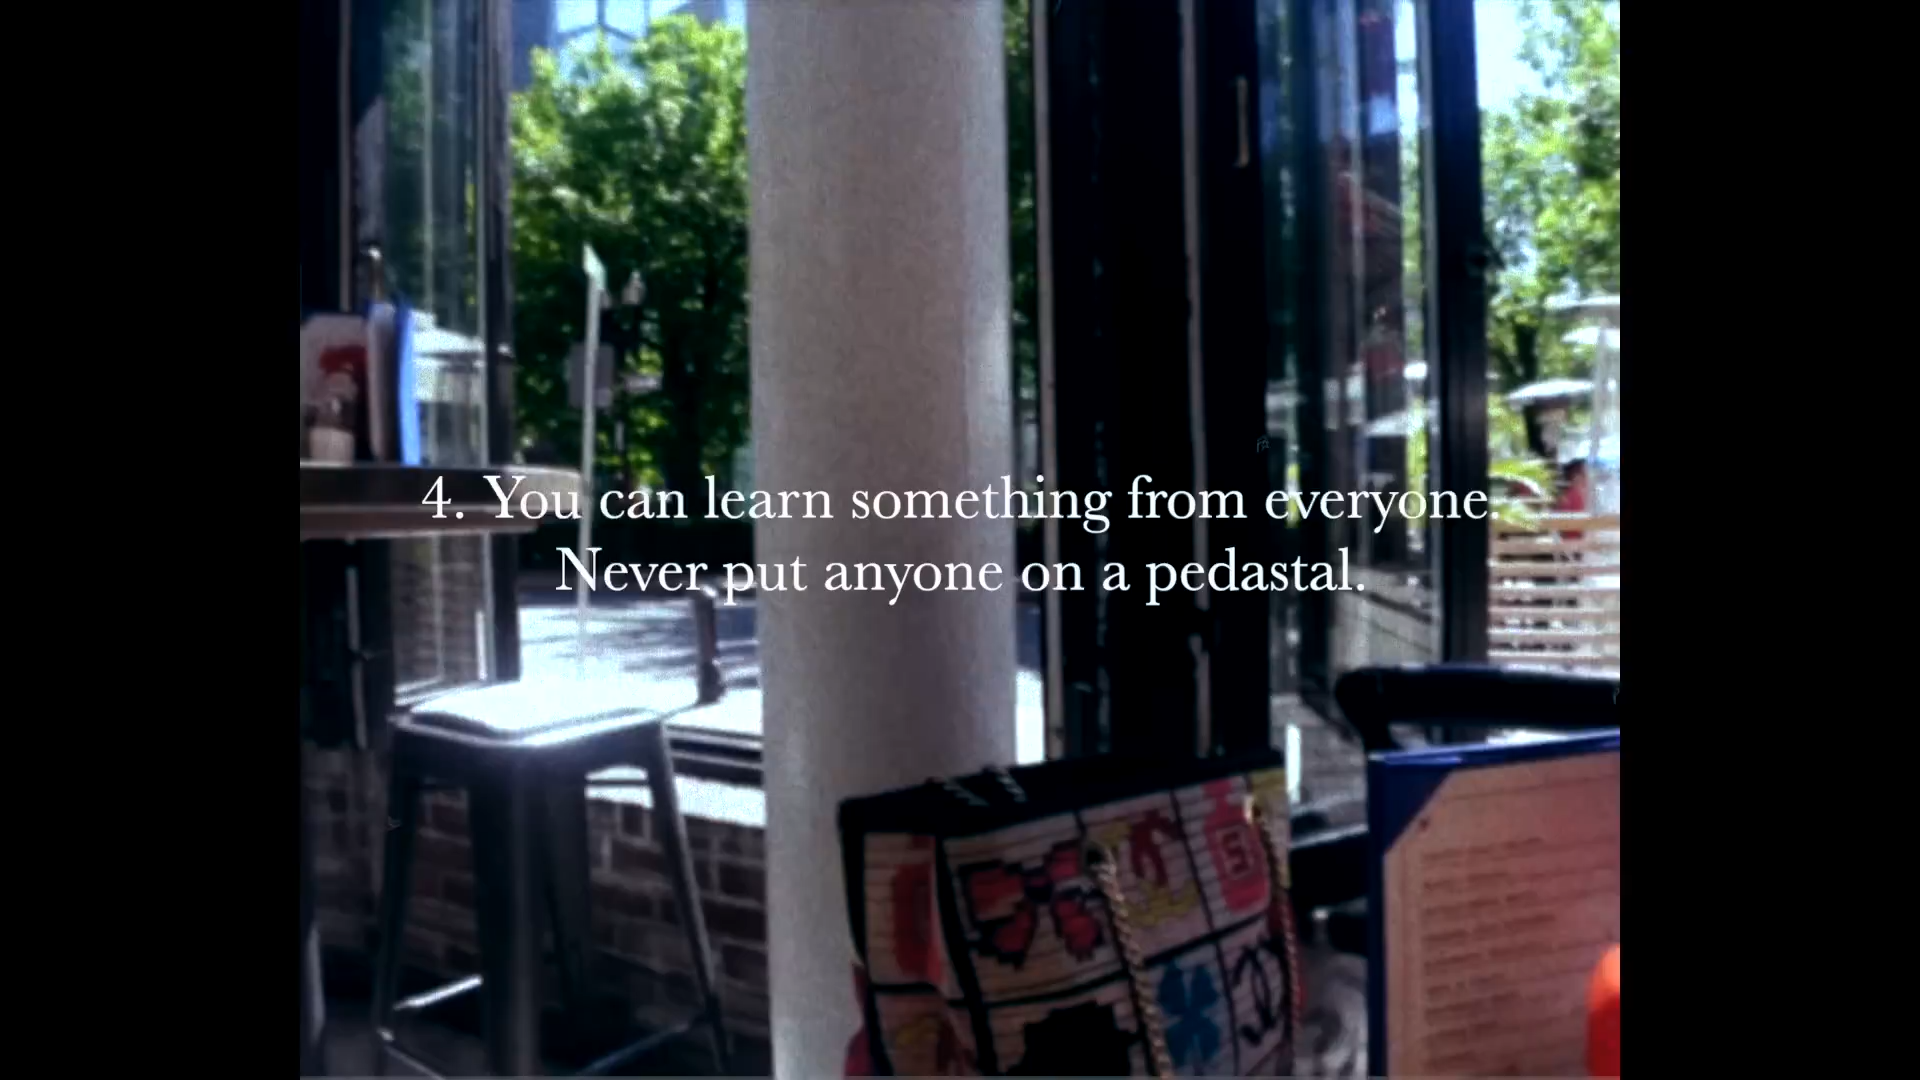 4. You can learn something from everyone.
Never put anyone on a pedastal.